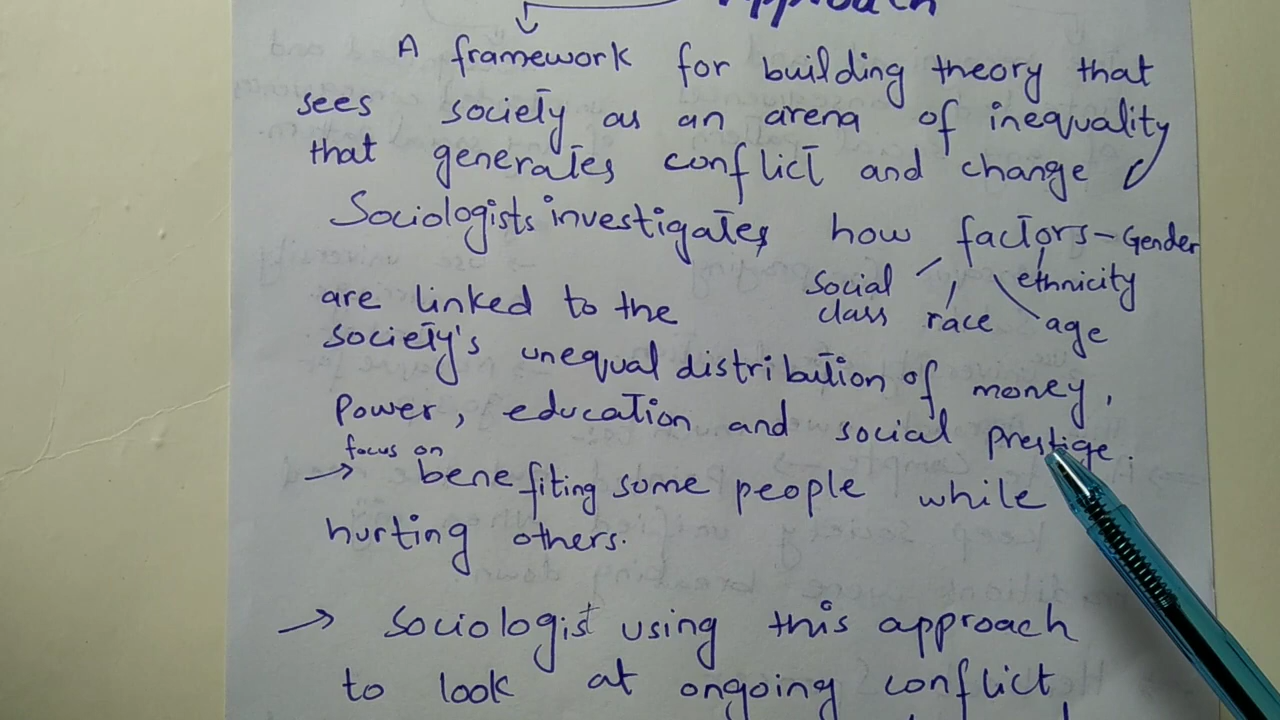 Approach
A framework for building theory that
sees society as an arena of inequality
that generates conflict and change
Sociologists investigates how factors - Gender
social class race age ethnicity
are linked to the
society's unequal distribution of money,
power, education and social prestige.
focus on
→ benefiting some people while
hurting others.
→ Sociologist using this approach
to look at ongoing conflict